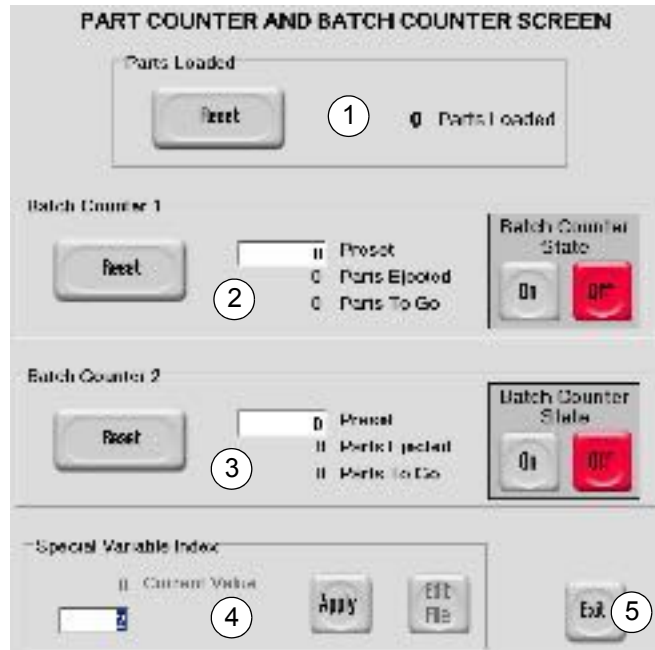 PART COUNTER AND BATCH COUNTER SCREEN
Parts Loaded
Reset 1 0 Parts Loaded
Batch Counter 1
Batch Counter State
Reset 0 Preset
2 0 Parts Ejected On Off
0 Parts To Go
Batch Counter 2
Batch Counter State
Reset 0 Preset
3 0 Parts Ejected On Off
0 Parts To Go
Special Variable Index
0 Current Value
4 Apply Edit File Exit 5